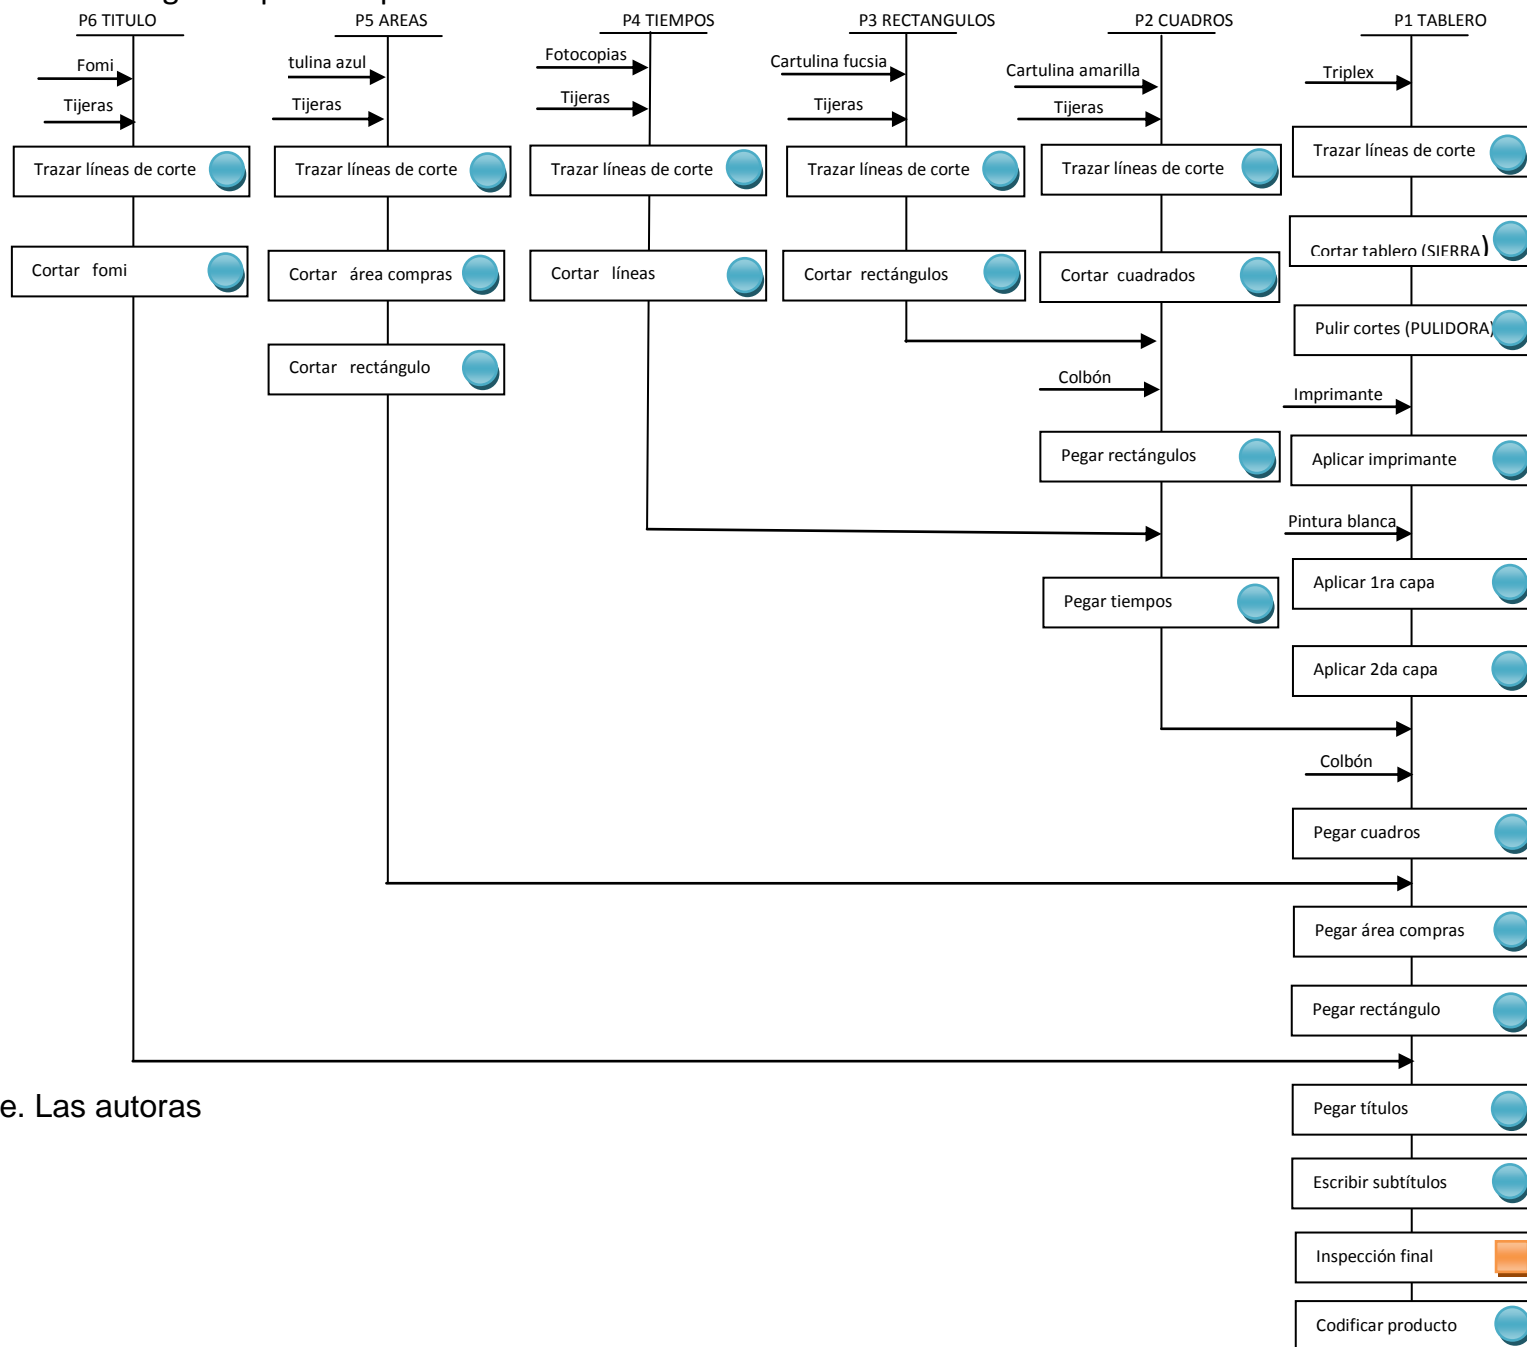 P6 TITULO
Fomi
Tijeras
Trazar líneas de corte
Cortar fomi
P5 AREAS
tulina azul
Tijeras
Trazar líneas de corte
Cortar área compras
Cortar rectángulo
P4 TIEMPOS
Fotocopias
Tijeras
Trazar líneas de corte
Cortar líneas
P3 RECTANGULOS
Cartulina fucsia
Tijeras
Trazar líneas de corte
Cortar rectángulos
P2 CUADROS
Cartulina amarilla
Tijeras
Trazar líneas de corte
Cortar cuadrados
Colbón
Pegar rectángulos
Pegar tiempos
P1 TABLERO
Triplex
Trazar líneas de corte
Cortar tablero (SIERRA)
Pulir cortes (PULIDORA)
Imprimante
Aplicar imprimante
Pintura blanca
Aplicar 1ra capa
Aplicar 2da capa
Colbón
Pegar cuadros
Pegar área compras
Pegar rectángulo
Pegar títulos
Escribir subtítulos
Inspección final
Codificar producto
e. Las autoras